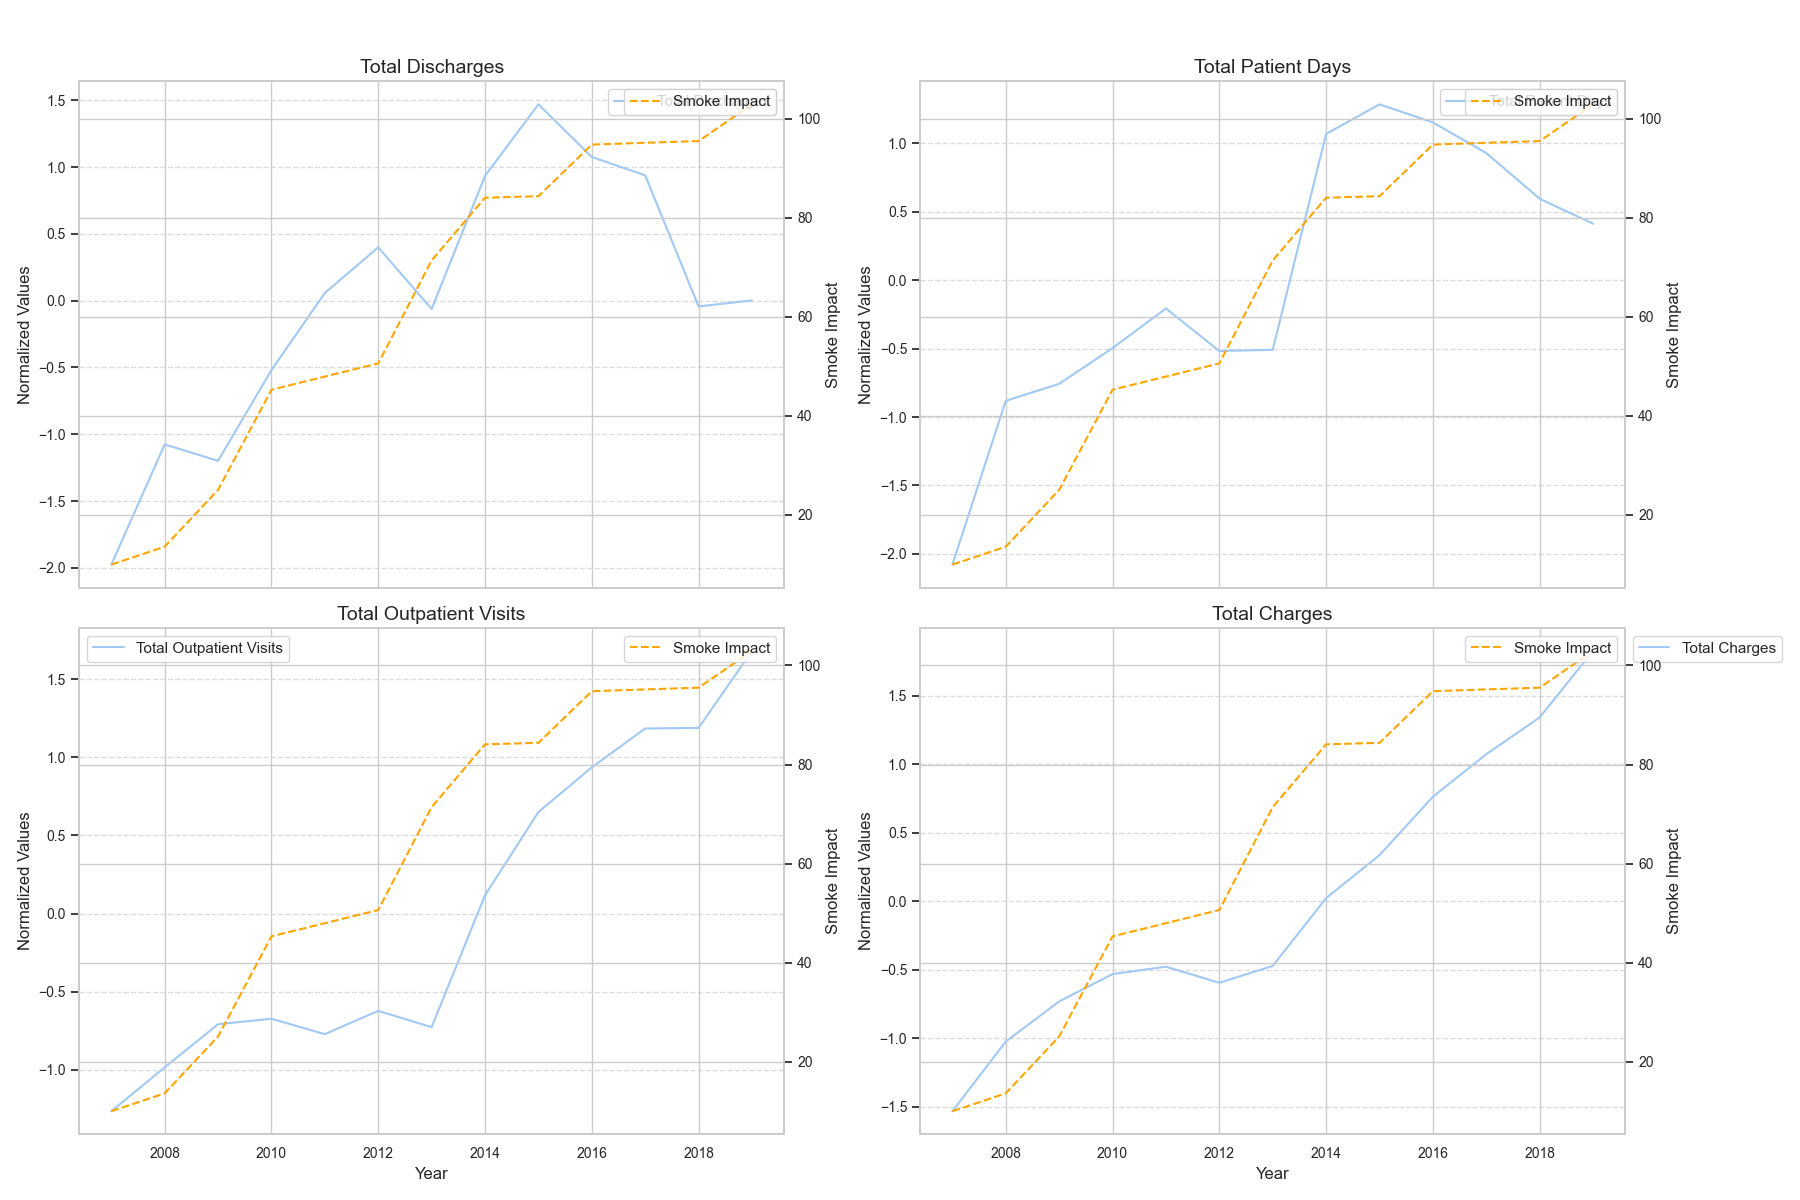 Total Discharges
Smoke Impact
1.5
1.0
0.5
0.0
−0.5
−1.0
−1.5
−2.0
Normalized Values
100
80
60
40
20
Smoke Impact
Total Patient Days
Smoke Impact
1.0
0.5
0.0
−0.5
−1.0
−1.5
−2.0
Normalized Values
100
80
60
40
20
Smoke Impact
Total Outpatient Visits
Total Outpatient Visits
Smoke Impact
1.5
1.0
0.5
0.0
−0.5
−1.0
Normalized Values
100
80
60
40
20
Smoke Impact
2008 2010 2012 2014 2016 2018
Year
Total Charges
Smoke Impact
Total Charges
1.5
1.0
0.5
0.0
−0.5
−1.0
−1.5
Normalized Values
100
80
60
40
20
Smoke Impact
2008 2010 2012 2014 2016 2018
Year